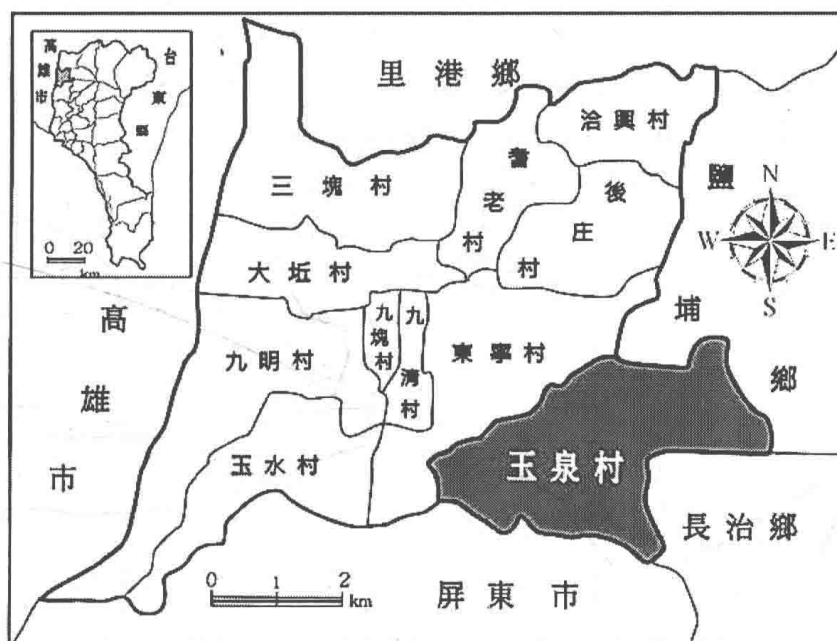 高雄市
台東縣
0 20
km
里港鄉
洽興村
耆老村
後庄村
三塊村
鹽埔鄉
N
W E
S
大坵村
九塊村
九清村
東寧村
九明村
高雄市
玉泉村
玉水村
長治鄉
0 1 2
km
屏東市